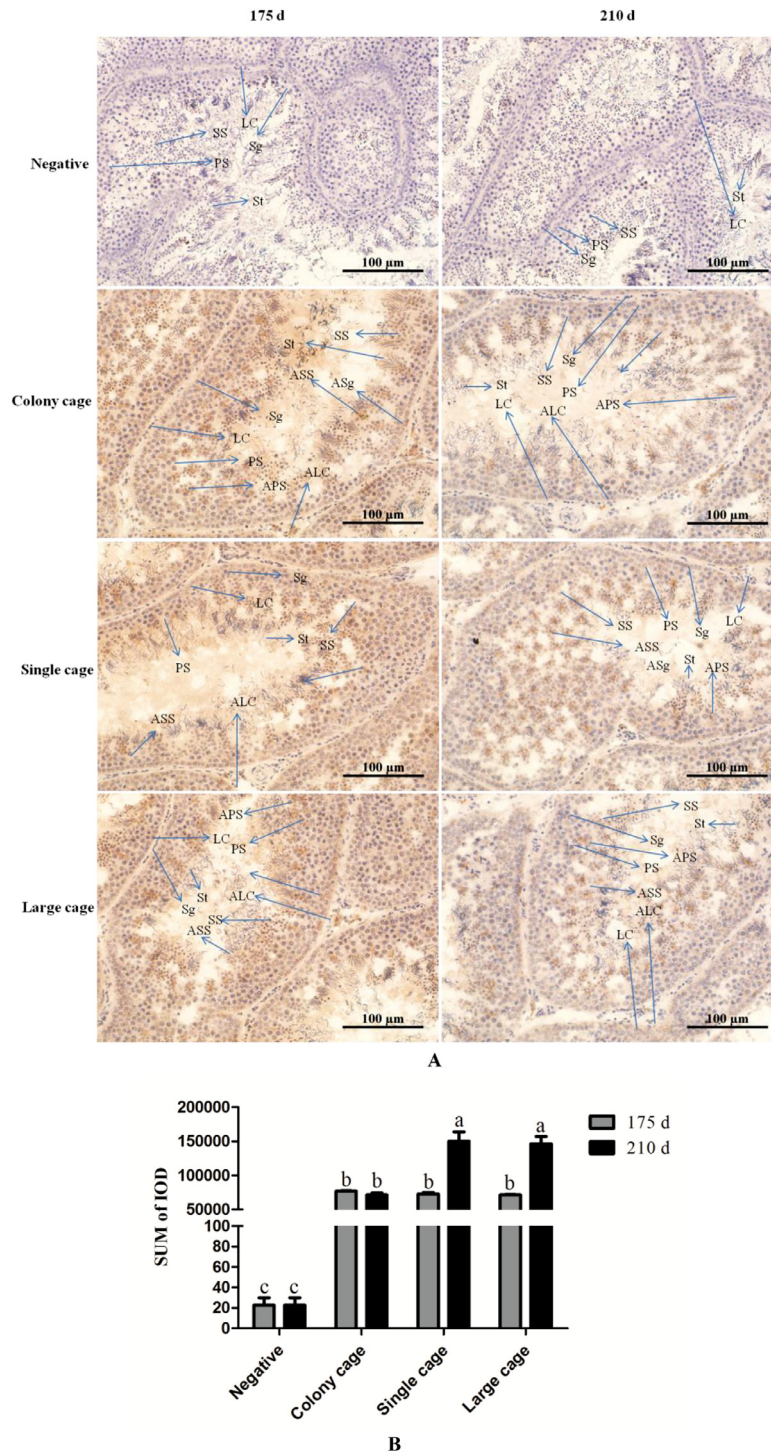 175 d 210 d
Negative
LC
SS
Sg
PS
St
100 µm
St
LC
SS
PS
Sg
100 µm
Colony cage
SS
St
ASS ASg
Sg
LC
PS
ALC
APS
100 µm
Sg
SS
St
PS
LC ALC APS
100 µm
Single cage
Sg
LC
St
SS
PS
ALC
ASS
100 µm
LC
SS PS Sg
ASS
ASg St APS
100 µm
Large cage
APS
LC
PS
St
ALC
Sg
SS
ASS
100 µm
SS
St
Sg
APS
PS
ASS
ALC
LC
100 µm
A
SUM of IOD
200000
150000
100000
50000
100
80
60
40
20
0
c c b b b a b a
175 d
210 d
Negative
Colony cage
Single cage
Large cage
B